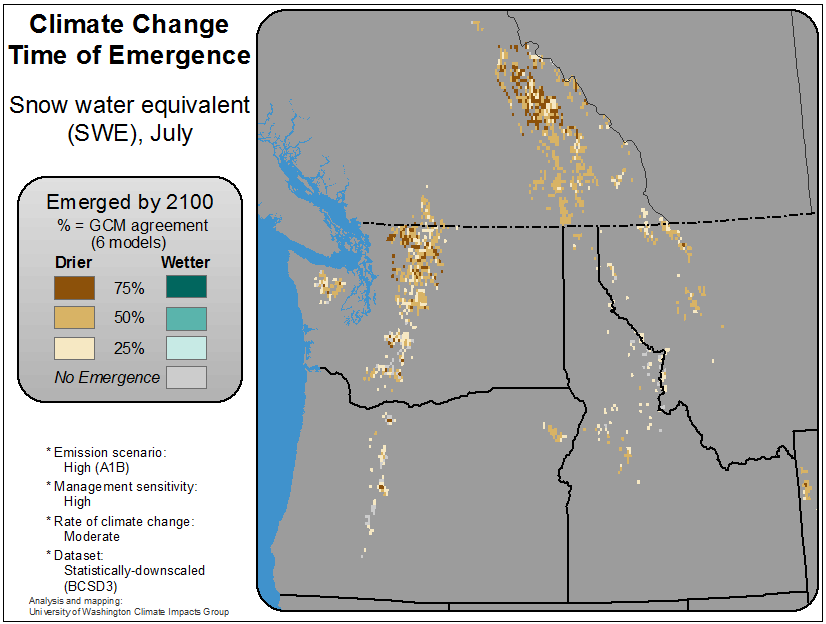 Climate Change
Time of Emergence
Snow water equivalent
(SWE), July
Emerged by 2100
% = GCM agreement
(6 models)
Drier Wetter
75%
50%
25%
No Emergence
* Emission scenario:
High (A1B)
* Management sensitivity:
High
* Rate of climate change:
Moderate
* Dataset:
Statistically-downscaled
(BCSD3)
Analysis and mapping:
University of Washington Climate Impacts Group